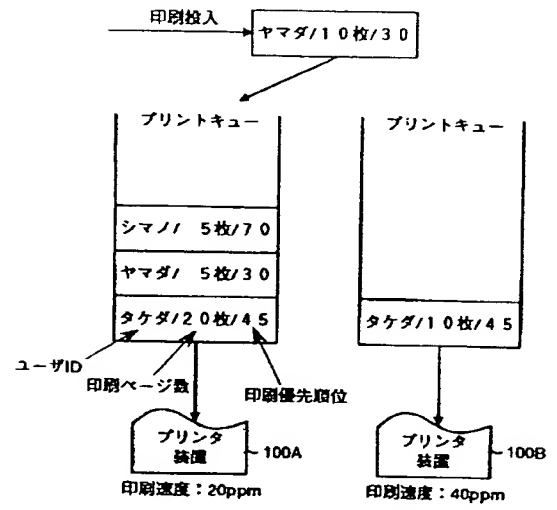 印刷投入
ヤマダ/10枚/30
プリントキュー
プリントキュー
シマノ/ 5枚/70
ヤマダ/ 5枚/30
タケダ/20枚/45
タケダ/10枚/45
ユーザID
印刷ページ数
印刷優先順位
プリンタ
装置
100A
プリンタ
装置
100B
印刷速度:20ppm
印刷速度:40ppm